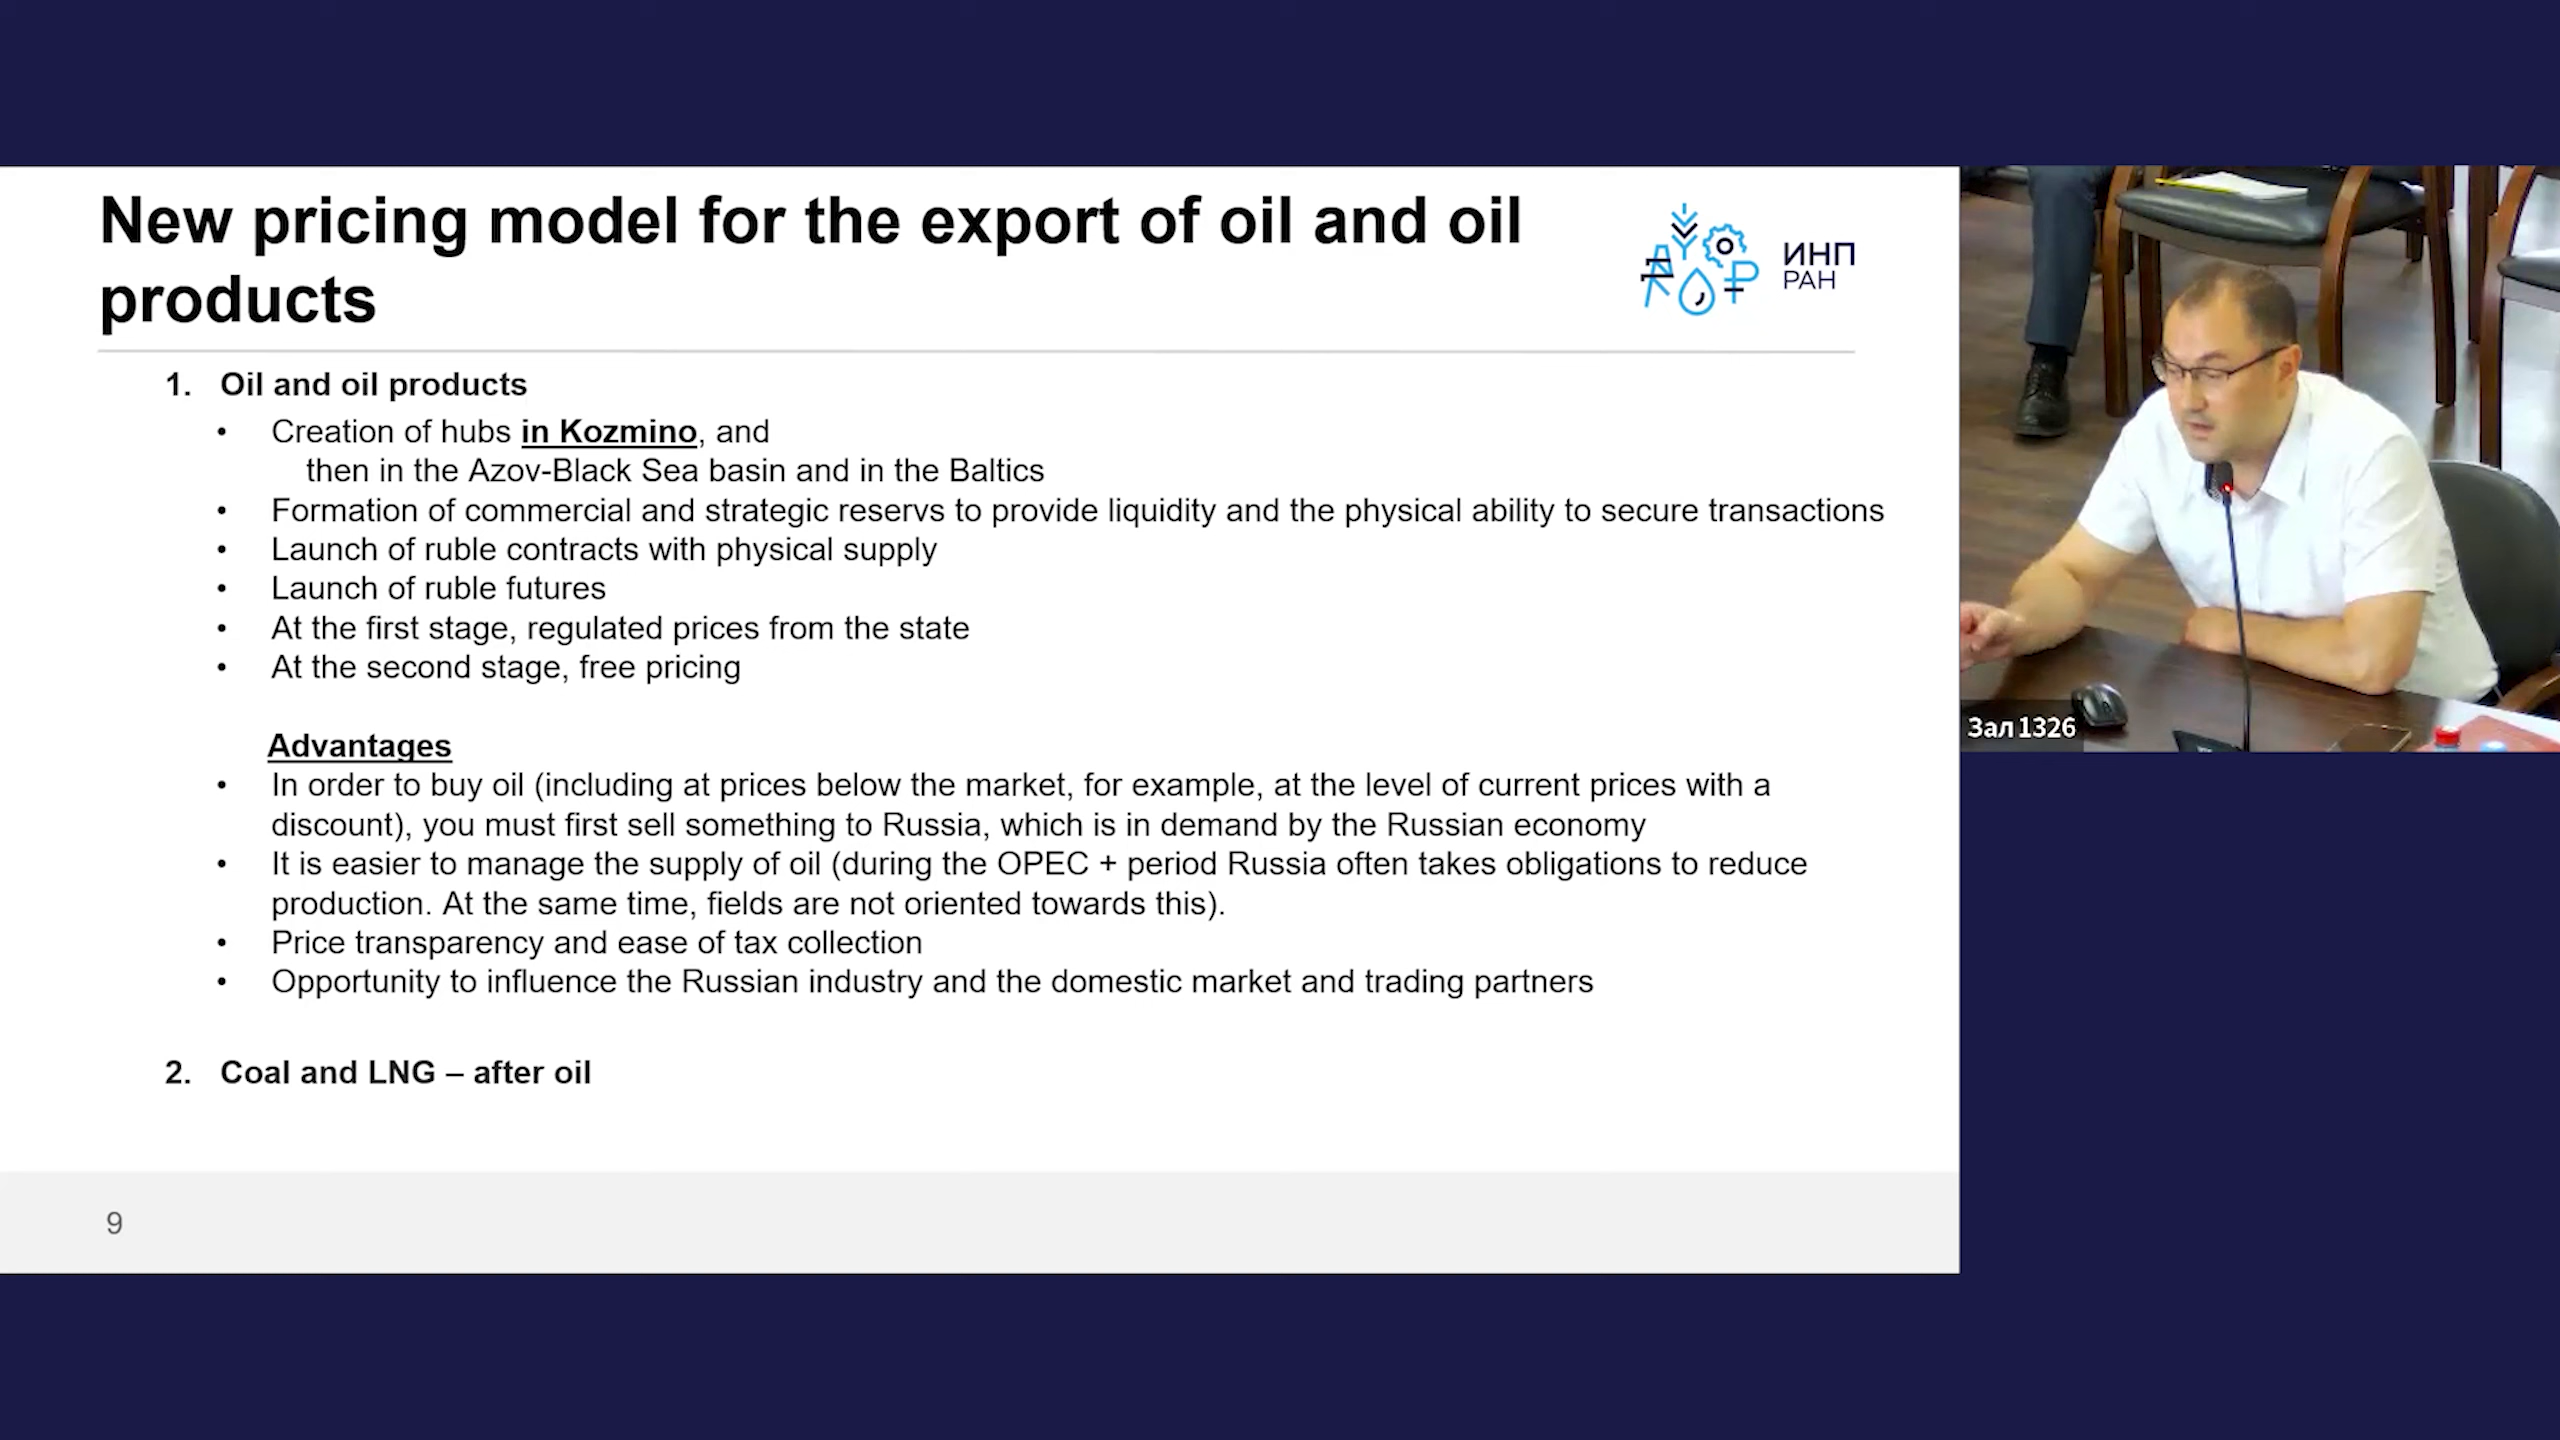 New pricing model for the export of oil and oil
products
ИНП
РАН
1. Oil and oil products
• Creation of hubs in Kozmino, and
then in the Azov-Black Sea basin and in the Baltics
• Formation of commercial and strategic reservs to provide liquidity and the physical ability to secure transactions
• Launch of ruble contracts with physical supply
• Launch of ruble futures
• At the first stage, regulated prices from the state
• At the second stage, free pricing
Advantages
• In order to buy oil (including at prices below the market, for example, at the level of current prices with a
discount), you must first sell something to Russia, which is in demand by the Russian economy
• It is easier to manage the supply of oil (during the OPEC + period Russia often takes obligations to reduce
production. At the same time, fields are not oriented towards this).
• Price transparency and ease of tax collection
• Opportunity to influence the Russian industry and the domestic market and trading partners
2. Coal and LNG – after oil
9
Зал 1326